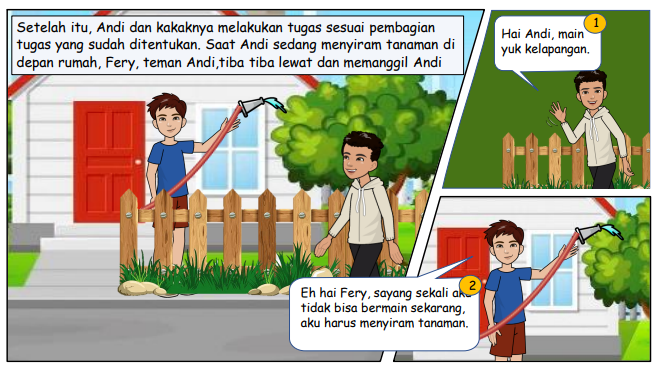 Setelah itu, Andi dan kakaknya melakukan tugas sesuai pembagian
tugas yang sudah ditentukan. Saat Andi sedang menyiram tanaman di
depan rumah, Fery, teman Andi,tiba tiba lewat dan memanggil Andi
1
Hai Andi, main
yuk kelapangan.
2
Eh hai Fery, sayang sekali aku
tidak bisa bermain sekarang,
aku harus menyiram tanaman.